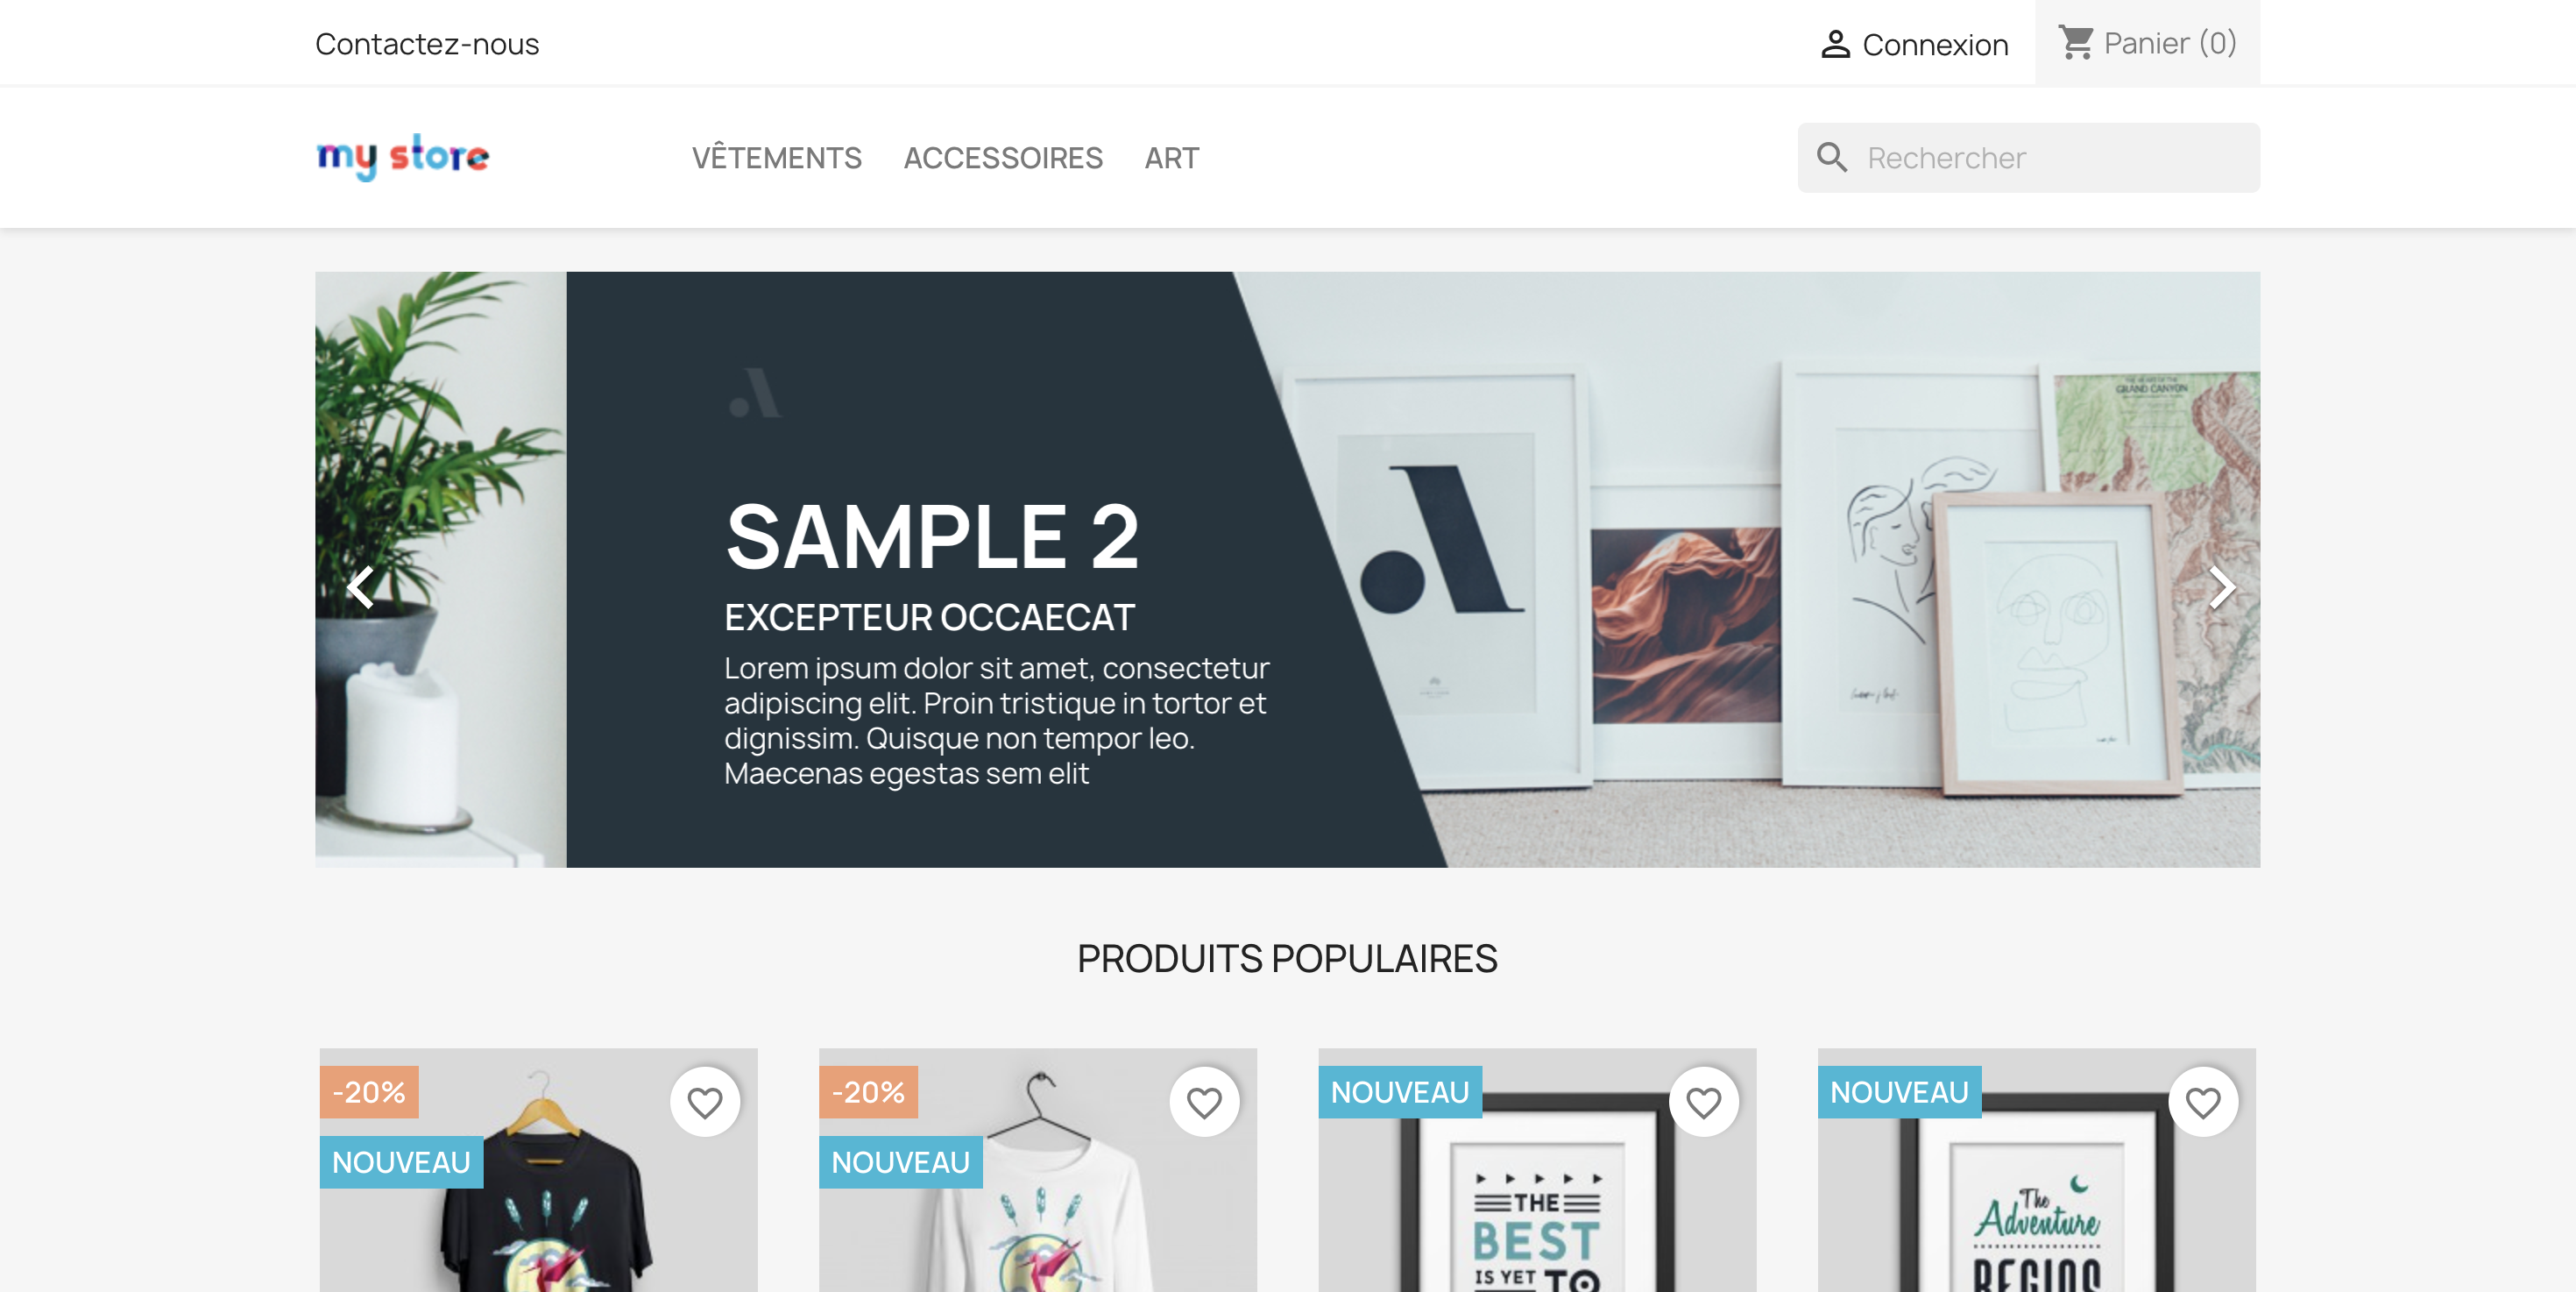 Contactez-nous
Connexion
Panier (0)
my store
VÊTEMENTS ACCESSOIRES ART
Rechercher
SAMPLE 2
EXCEPTEUR OCCAECAT
Lorem ipsum dolor sit amet, consectetur
adipiscing elit. Proin tristique in tortor et
dignissim. Quisque non tempor leo.
Maecenas egestas sem elit
GRAND CANYON
PRODUITS POPULAIRES
-20%
NOUVEAU
-20%
NOUVEAU
NOUVEAU
THE
BEST
IS YET TO
NOUVEAU
The
Adventure
BEGINS